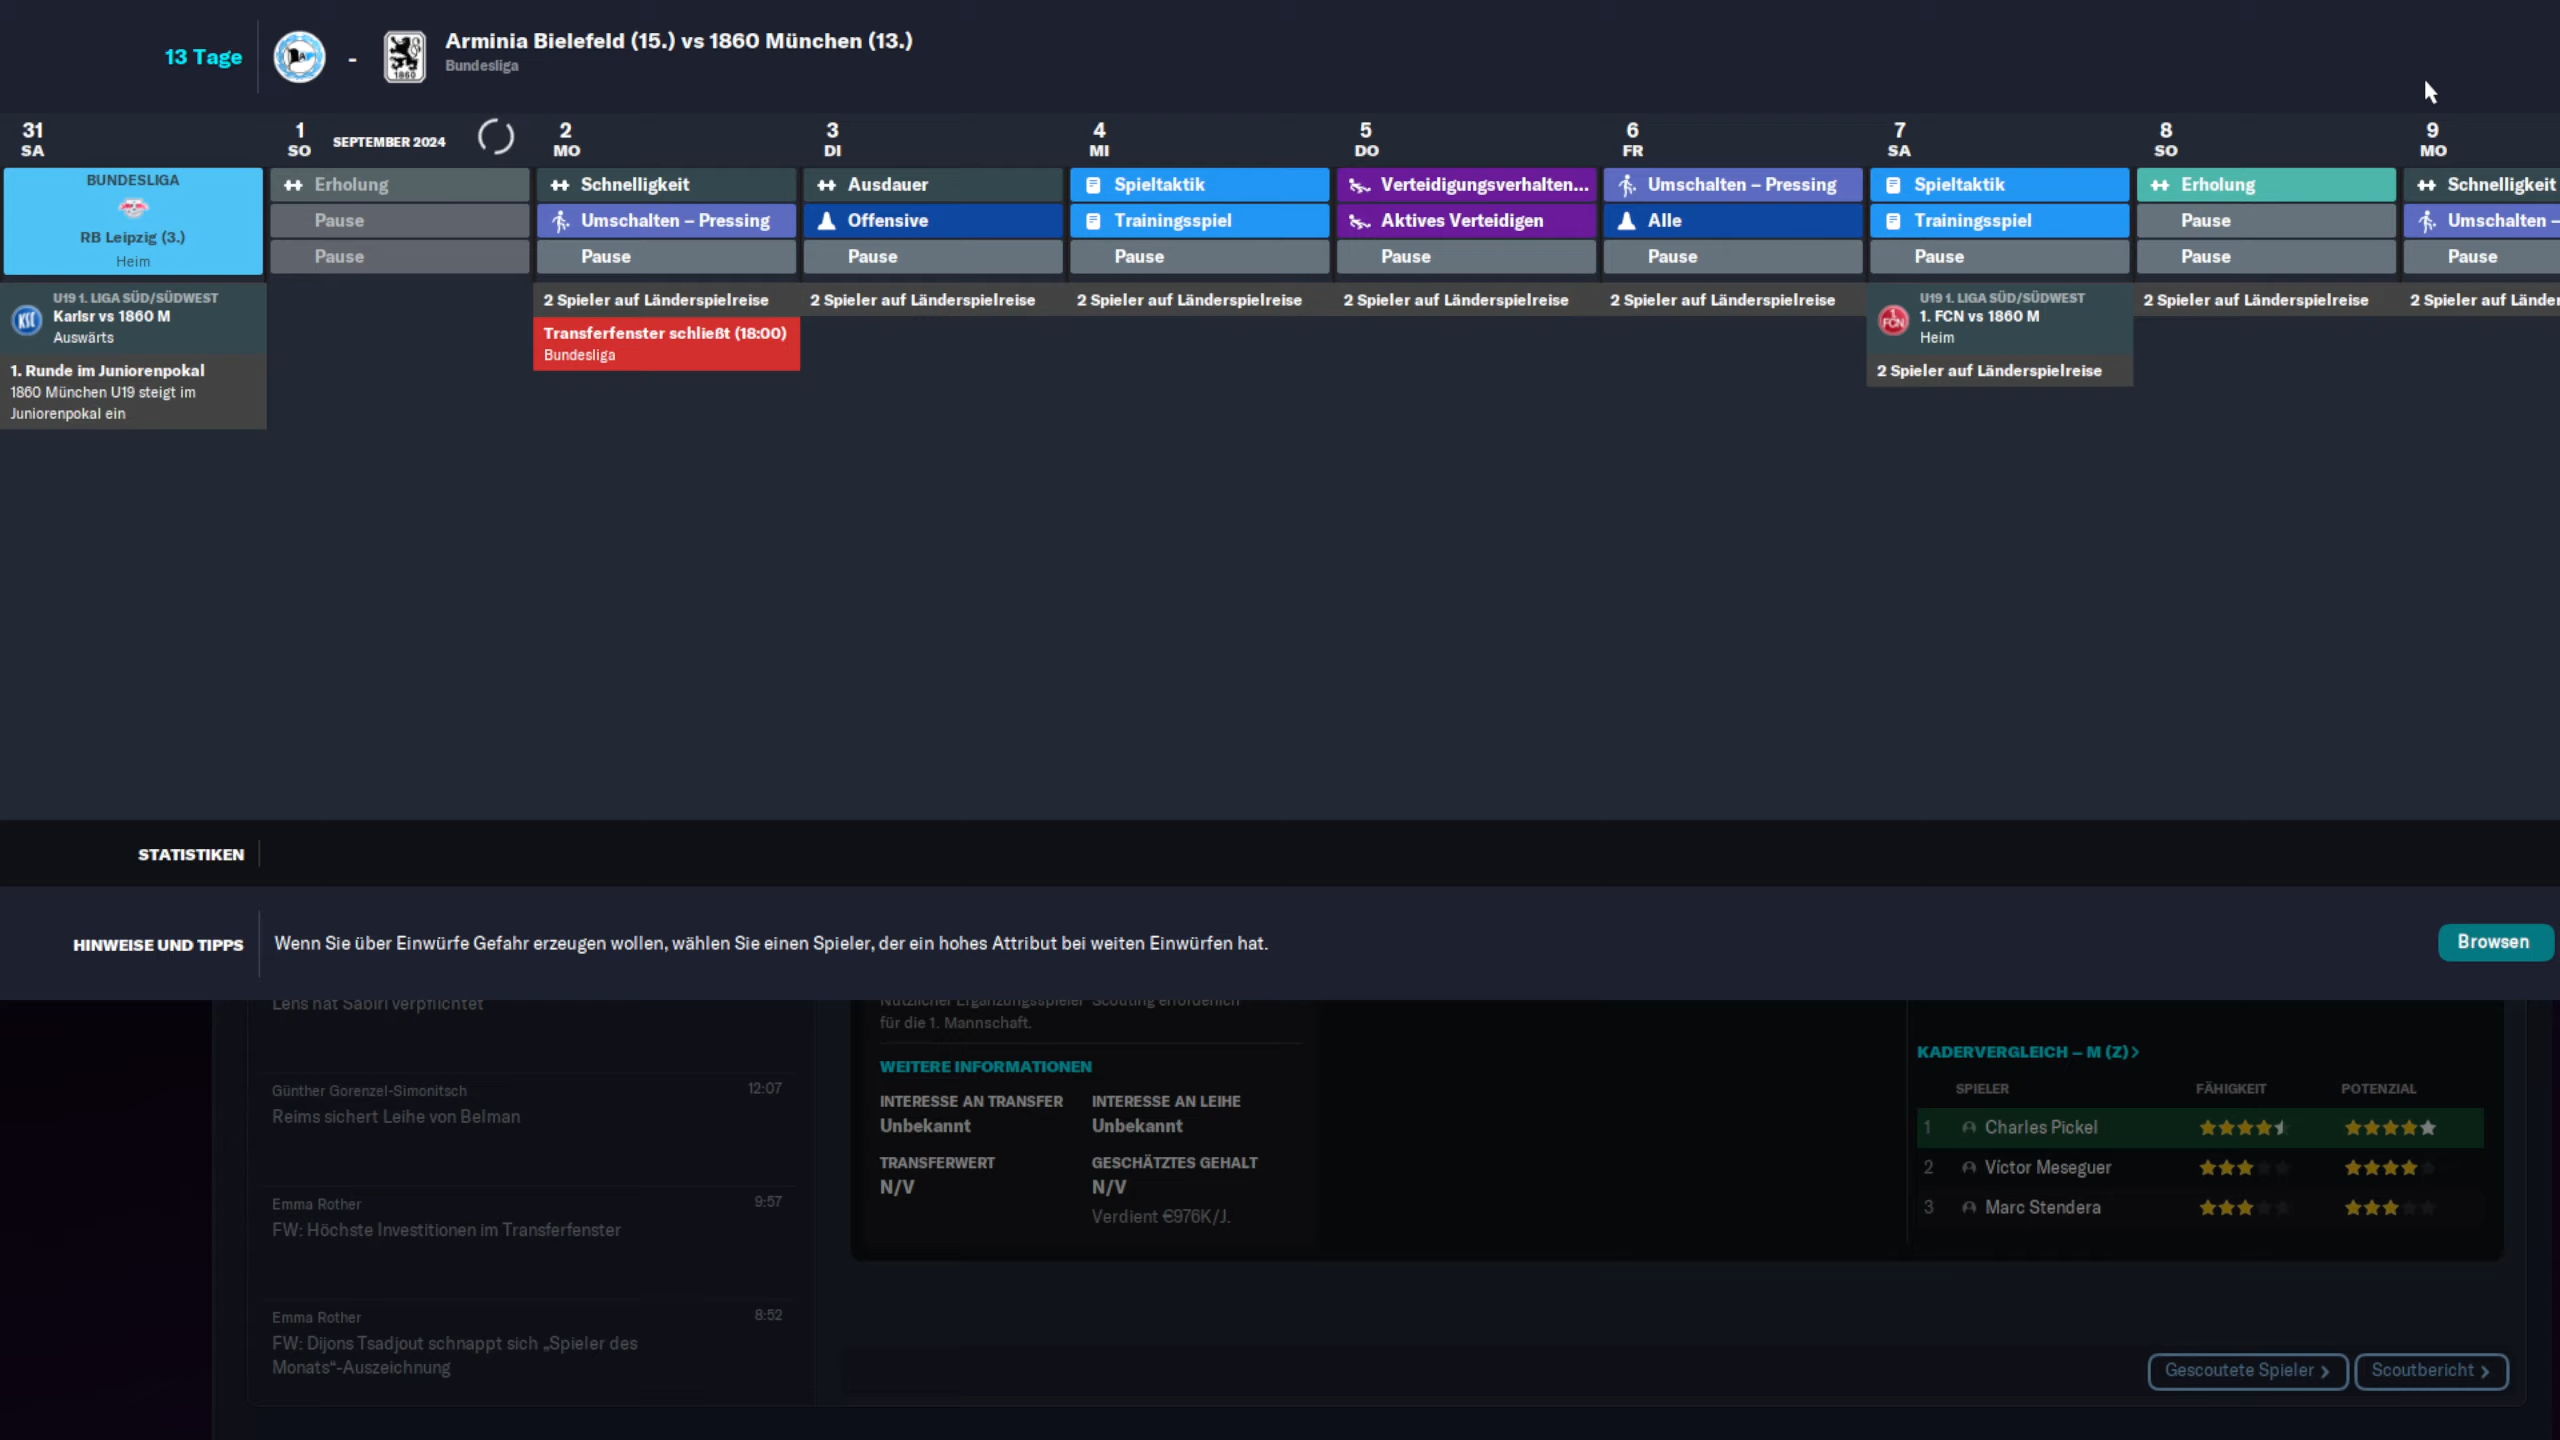 13 Tage
-
Arminia Bielefeld (15.) vs 1860 München (13.)
Bundesliga
31
SA
1
SO
SEPTEMBER 2024
2
MO
3
DI
4
MI
5
DO
6
FR
7
SA
8
SO
9
MO
BUNDESLIGA
RB Leipzig (3.)
Heim
U19 1. LIGA SÜD/SÜDWEST
Karlsr vs 1860 M
Auswärts
1. Runde im Juniorenpokal
1860 München U19 steigt im
Juniorenpokal ein
Erholung
Pause
Pause
Schnelligkeit
Umschalten – Pressing
Pause
2 Spieler auf Länderspielreise
Transferfenster schließt (18:00)
Bundesliga
Ausdauer
Offensive
Pause
2 Spieler auf Länderspielreise
Spieltaktik
Trainingsspiel
Pause
2 Spieler auf Länderspielreise
Verteidigungsverhalten...
Aktives Verteidigen
Pause
2 Spieler auf Länderspielreise
Umschalten – Pressing
Alle
Pause
2 Spieler auf Länderspielreise
Spieltaktik
Trainingsspiel
Pause
U19 1. LIGA SÜD/SÜDWEST
1. FCN vs 1860 M
Heim
2 Spieler auf Länderspielreise
Erholung
Pause
Pause
2 Spieler auf Länderspielreise
Schnelligkeit
Umschalten –
Pause
2 Spieler auf Länder
STATISTIKEN
HINWEISE UND TIPPS
Wenn Sie über Einwürfe Gefahr erzeugen wollen, wählen Sie einen Spieler, der ein hohes Attribut bei weiten Einwürfen hat.
Browsen
Lens hat Sabiri verpflichtet
Günther Gorenzel-Simonitsch
12:07
Reims sichert Leihe von Belman
Emma Rother
9:57
FW: Höchste Investitionen im Transferfenster
Emma Rother
8:52
FW: Dijons Tsadjout schnappt sich „Spieler des
Monats“-Auszeichnung
Nützlicher Ergänzungsspieler
Scouting erforderlich
für die 1. Mannschaft.
WEITERE INFORMATIONEN
INTERESSE AN TRANSFER
INTERESSE AN LEIHE
Unbekannt
Unbekannt
TRANSFERWERT
GESCHÄTZTES GEHALT
N/V
N/V
Verdient €976K/J.
KADERVERGLEICH – M (Z) >
SPIELER
FÄHIGKEIT
POTENZIAL
1 Charles Pickel
2 Víctor Meseguer
3 Marc Stendera
Gescoutete Spieler >
Scoutbericht >